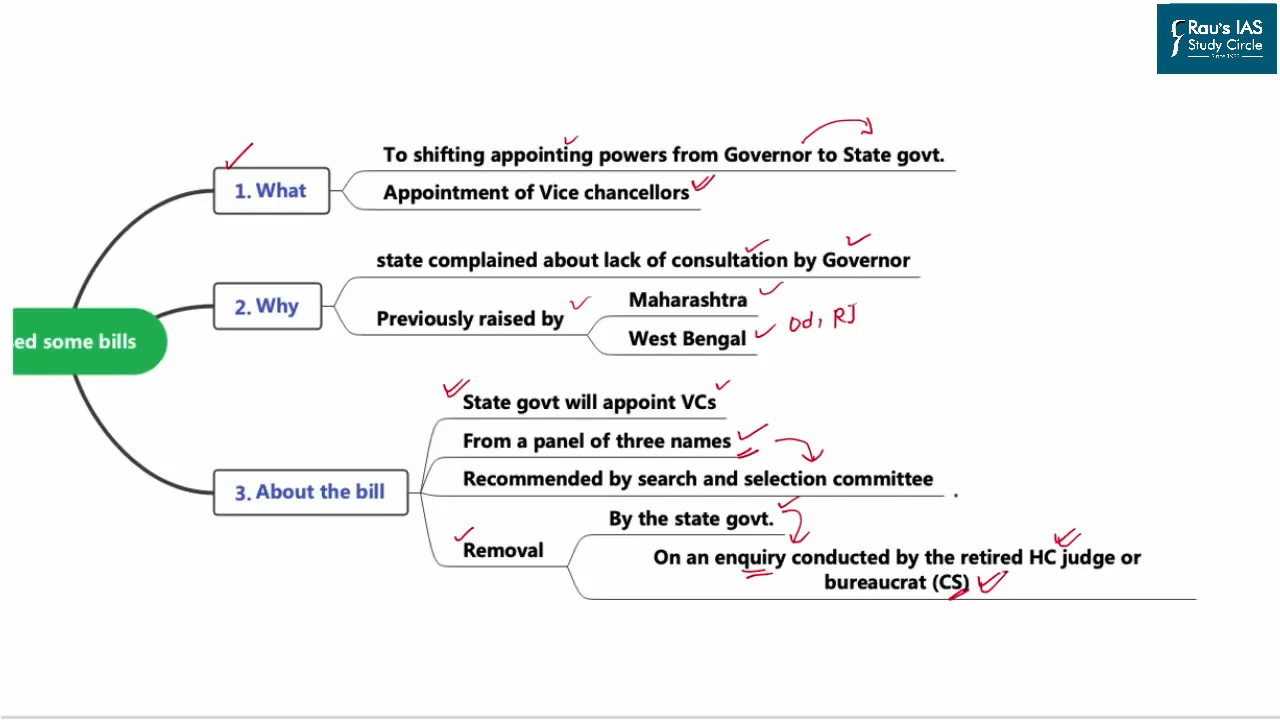 Rau's IAS
Study Circle
1. What
To shifting appointing powers from Governor to State govt.
Appointment of Vice chancellors
2. Why
state complained about lack of consultation by Governor
Previously raised by
Maharashtra
West Bengal
Od, RJ
ed some bills
3. About the bill
State govt will appoint VCs
From a panel of three names
Recommended by search and selection committee
Removal
By the state govt.
On an enquiry conducted by the retired HC judge or
bureaucrat (CS)